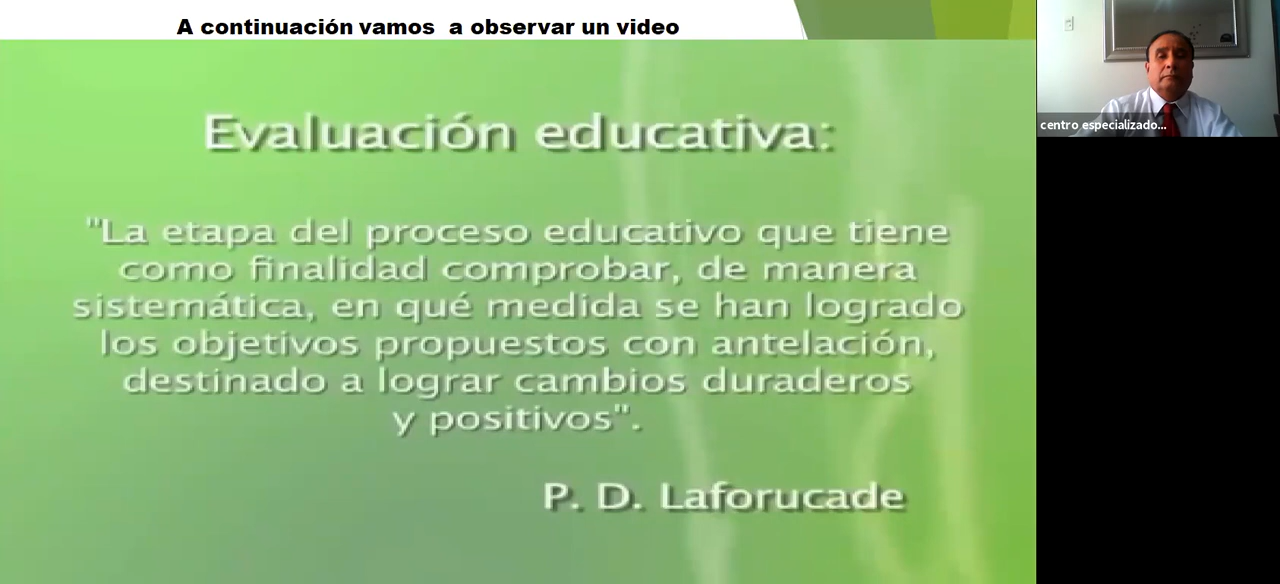 A continuación vamos a observar un video
Evaluación educativa:
"La etapa del proceso educativo que tiene
como finalidad comprobar, de manera
sistemática, en qué medida se han logrado
los objetivos propuestos con antelación,
destinado a lograr cambios duraderos
y positivos".
P. D. Laforucade
centro especializado...